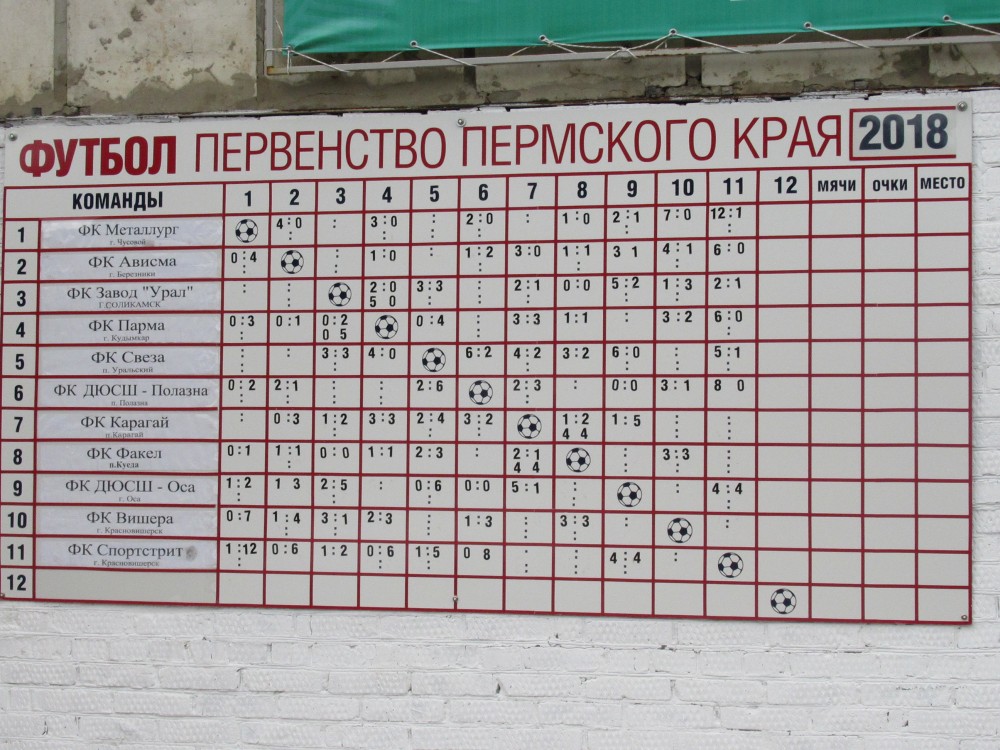 ФУТБОЛ ПЕРВЕНСТВО ПЕРМСКОГО КРАЯ 2018
КОМАНДЫ 1 2 3 4 5 6 7 8 9 10 11 12 МЯЧИ ОЧКИ МЕСТО
1 ФК Металлург 4:0 : 3:0 : 2:0 : 1:0 2:1 7:0 12:1
г. Чусовой
2 ФК Ависма 0:4 : 1:0 : 1:2 3:0 1:1 3 1 4:1 6:0
г. Березники
3 ФК Завод "Урал" : : 2:0 3:3 : 2:1 0:0 5:2 1:3 2:1
Г.СОЛИКАМСК 5 0
4 ФК Парма 0:3 0:1 0:2 0:4 : 3:3 1:1 : 3:2 6:0
г. Кудымкар 0 5
5 ФК Свеза : : 3:3 4:0 6:2 4:2 3:2 6:0 : 5:1
п. Уральский
6 ФК ДЮСШ - Полазна 0:2 2:1 : : 2:6 2:3 : 0:0 3:1 8 0
п. Полазна
7 ФК Карагай : 0:3 1:2 3:3 2:4 3:2 1:2 1:5 : :
п.Карагай 4 4
8 ФК Факел 0:1 1:1 0:0 1:1 2:3 : 2:1 : 3:3 :
п.Куеда 4 4
9 ФК ДЮСШ - Оса 1:2 1 3 2:5 : 0:6 0:0 5:1 : : 4:4
г. Оса
10 ФК Вишера 0:7 1:4 3:1 2:3 : 1:3 : 3:3 : :
г. Красновишерск
11 ФК Спортстрит 1:12 0:6 1:2 0:6 1:5 0 8 : : 4:4 :
г. Красновишерск
12